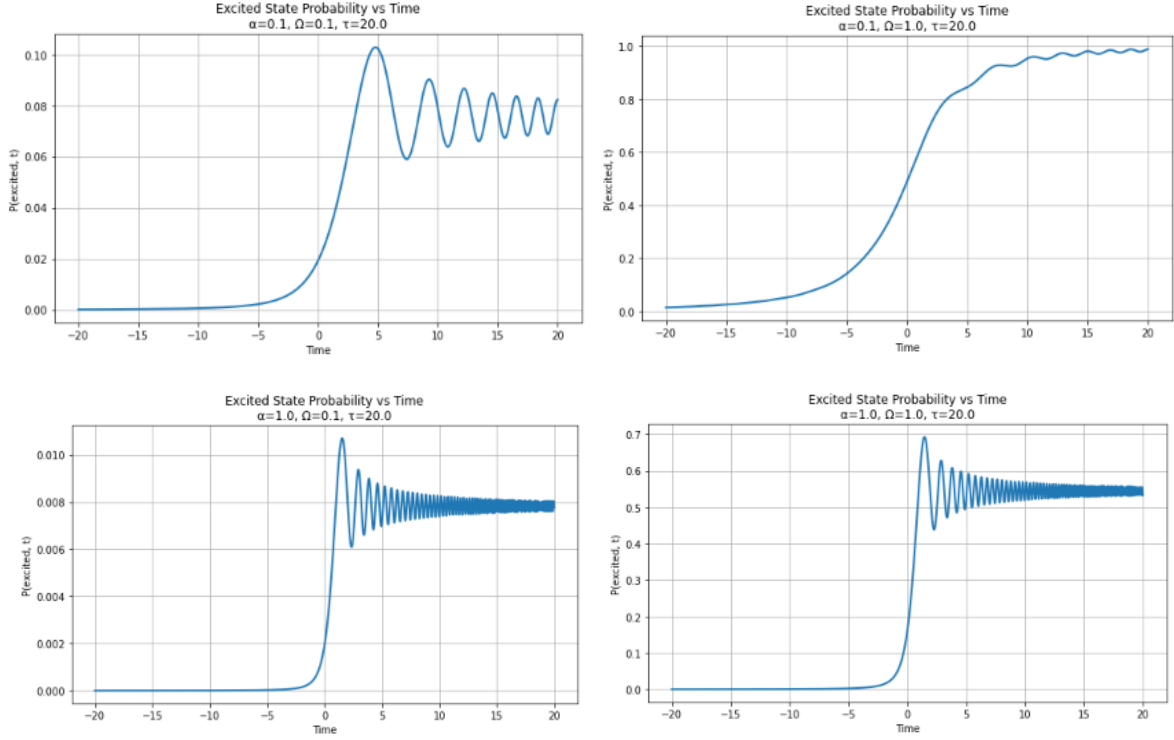 Excited State Probability vs Time
α=0.1, Ω=0.1, τ=20.0
0.10
0.08
0.06
0.04
0.02
0.00
P(excited, t)
−20 −15 −10 −5 0 5 10 15 20
Time
Excited State Probability vs Time
α=0.1, Ω=1.0, τ=20.0
1.0
0.8
0.6
0.4
0.2
0.0
P(excited, t)
−20 −15 −10 −5 0 5 10 15 20
Time
Excited State Probability vs Time
α=1.0, Ω=0.1, τ=20.0
0.010
0.008
0.006
0.004
0.002
0.000
P(excited, t)
−20 −15 −10 −5 0 5 10 15 20
Time
Excited State Probability vs Time
α=1.0, Ω=1.0, τ=20.0
0.7
0.6
0.5
0.4
0.3
0.2
0.1
0.0
P(excited, t)
−20 −15 −10 −5 0 5 10 15 20
Time